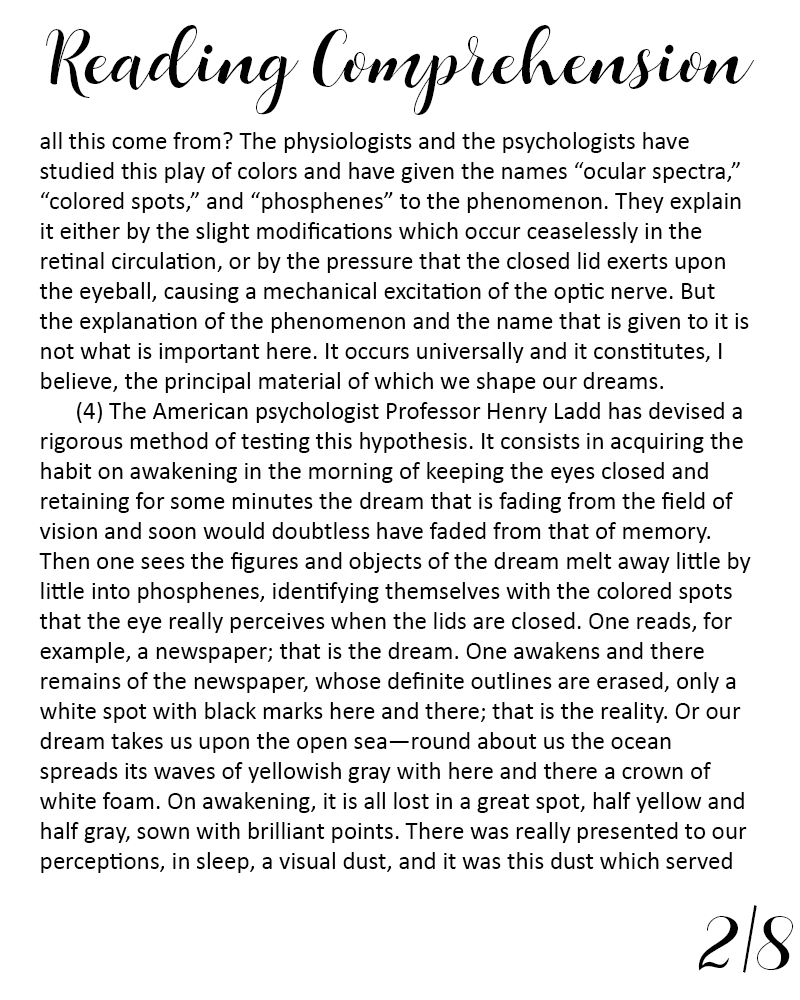 Reading Comprehension
all this come from? The physiologists and the psychologists have
studied this play of colors and have given the names “ocular spectra,”
“colored spots,” and “phosphenes” to the phenomenon. They explain
it either by the slight modifications which occur ceaselessly in the
retinal circulation, or by the pressure that the closed lid exerts upon
the eyeball, causing a mechanical excitation of the optic nerve. But
the explanation of the phenomenon and the name that is given to it is
not what is important here. It occurs universally and it constitutes, I
believe, the principal material of which we shape our dreams.
(4) The American psychologist Professor Henry Ladd has devised a
rigorous method of testing this hypothesis. It consists in acquiring the
habit on awakening in the morning of keeping the eyes closed and
retaining for some minutes the dream that is fading from the field of
vision and soon would doubtless have faded from that of memory.
Then one sees the figures and objects of the dream melt away little by
little into phosphenes, identifying themselves with the colored spots
that the eye really perceives when the lids are closed. One reads, for
example, a newspaper; that is the dream. One awakens and there
remains of the newspaper, whose definite outlines are erased, only a
white spot with black marks here and there; that is the reality. Or our
dream takes us upon the open sea—round about us the ocean
spreads its waves of yellowish gray with here and there a crown of
white foam. On awakening, it is all lost in a great spot, half yellow and
half gray, sown with brilliant points. There was really presented to our
perceptions, in sleep, a visual dust, and it was this dust which served
2/8